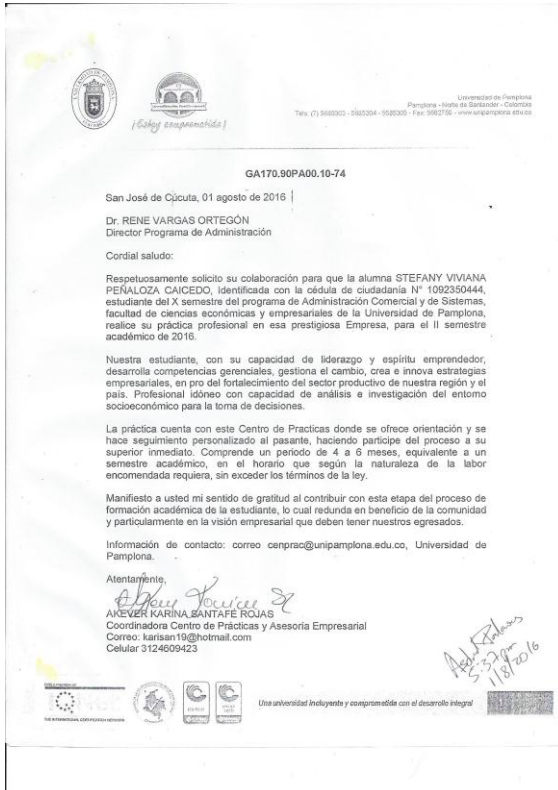 UNIVERSIDAD DE PAMPLONA
¡Estoy comprometid@!
Universidad de Pamplona
Pamplona - Norte de Santander - Colombia
Tels: (7) 5685303 - 5685304 - 5685305 - Fax: 5682750 - www.unipamplona.edu.co
GA170.90PA00.10-74
San José de Cúcuta, 01 agosto de 2016
Dr. RENE VARGAS ORTEGÓN
Director Programa de Administración
Cordial saludo:
Respetuosamente solicito su colaboración para que la alumna STEFANY VIVIANA
PEÑALOZA CAICEDO, identificada con la cédula de ciudadanía N° 1092350444,
estudiante del X semestre del programa de Administración Comercial y de Sistemas,
facultad de ciencias económicas y empresariales de la Universidad de Pamplona,
realice su práctica profesional en esa prestigiosa Empresa, para el II semestre
académico de 2016.
Nuestra estudiante, con su capacidad de liderazgo y espíritu emprendedor,
desarrolla competencias gerenciales, gestiona el cambio, crea e innova estrategias
empresariales, en pro del fortalecimiento del sector productivo de nuestra región y el
país. Profesional idóneo con capacidad de análisis e investigación del entorno
socioeconómico para la toma de decisiones.
La práctica cuenta con este Centro de Practicas donde se ofrece orientación y se
hace seguimiento personalizado al pasante, haciendo participe del proceso a su
superior inmediato. Comprende un periodo de 4 a 6 meses, equivalente a un
semestre académico, en el horario que según la naturaleza de la labor
encomendada requiera, sin exceder los términos de la ley.
Manifiesto a usted mi sentido de gratitud al contribuir con esta etapa del proceso de
formación académica de la estudiante, lo cual redunda en beneficio de la comunidad
y particularmente en la visión empresarial que deben tener nuestros egresados.
Información de contacto: correo cenprac@unipamplona.edu.co, Universidad de
Pamplona.
Atentamente,
AKEVER KARINA SANTAFÉ ROJAS
Coordinadora Centro de Prácticas y Asesoría Empresarial
Correo: karisan19@hotmail.com
Celular 3124609423
5:37pm
1/8/2016
THE INTERNATIONAL CERTIFICATION NETWORK
Una universidad incluyente y comprometida con el desarrollo integral